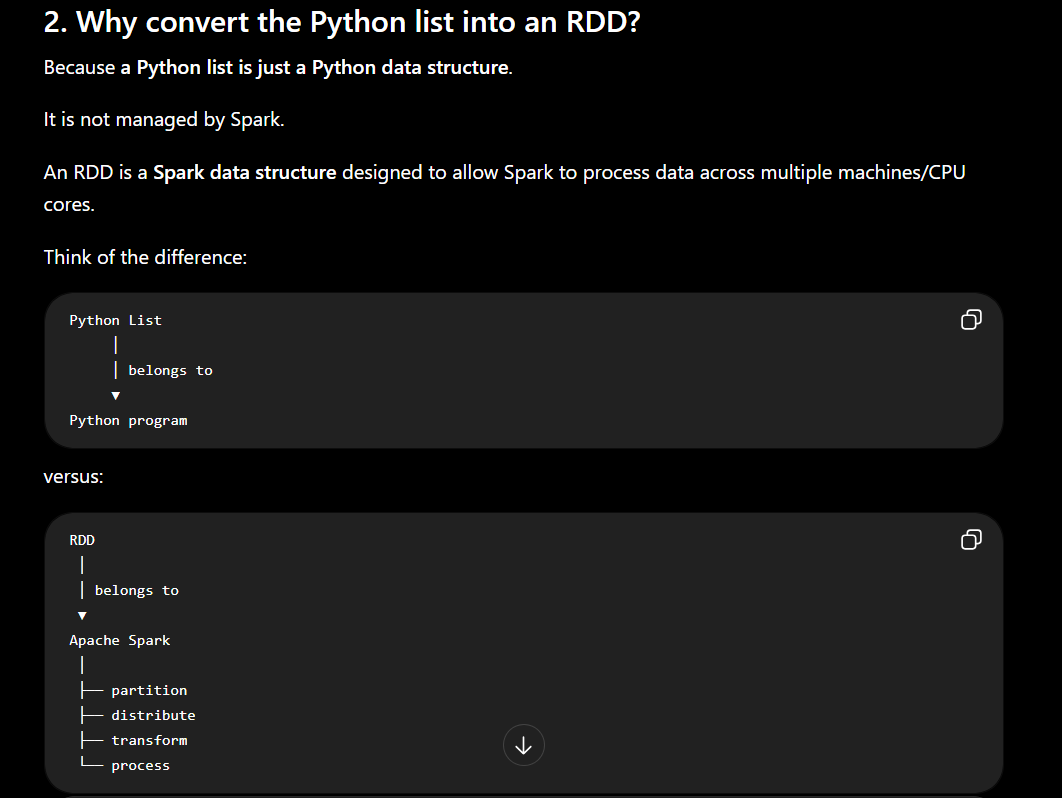 2. Why convert the Python list into an RDD?
Because a Python list is just a Python data structure.
It is not managed by Spark.
An RDD is a Spark data structure designed to allow Spark to process data across multiple machines/CPU
cores.
Think of the difference:
Python List
│
│ belongs to
▼
Python program
versus:
RDD
│
│ belongs to
▼
Apache Spark
│
├── partition
├── distribute
├── transform
└── process